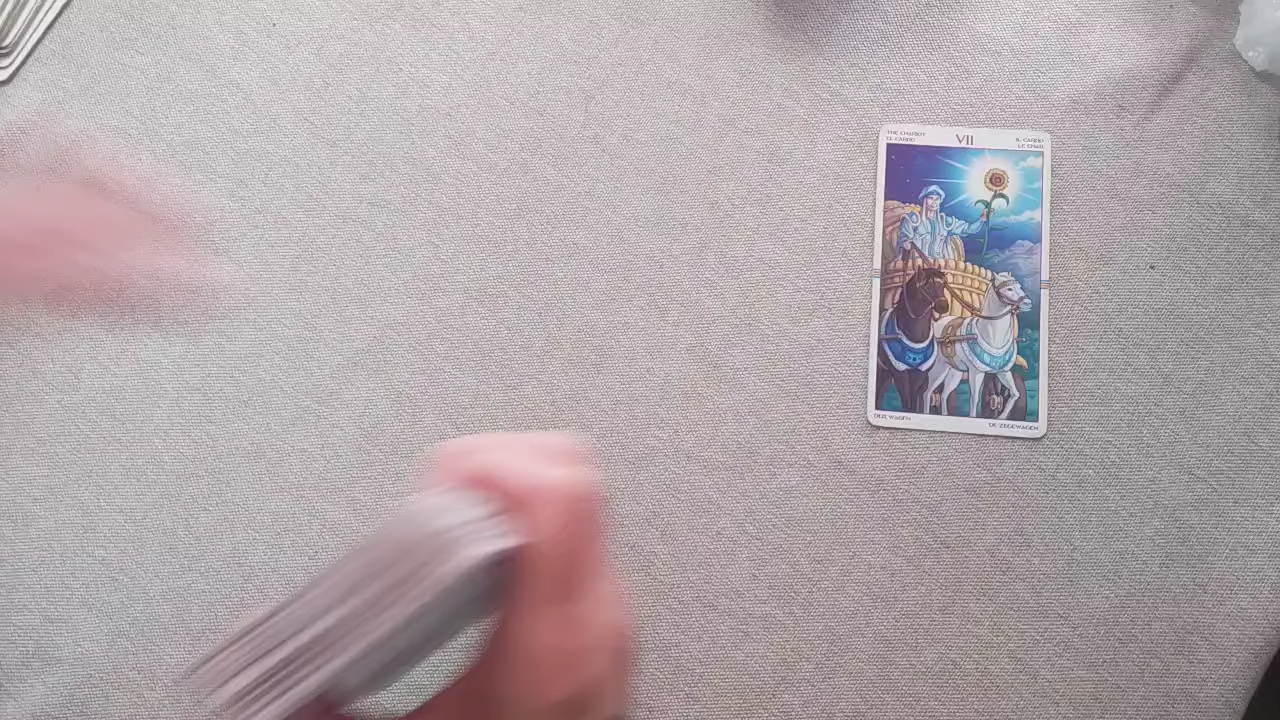 THE CHARIOT VII IL CARRO
EL CARRO LE CHAR
DER WAGEN DE ZEGEWAGEN